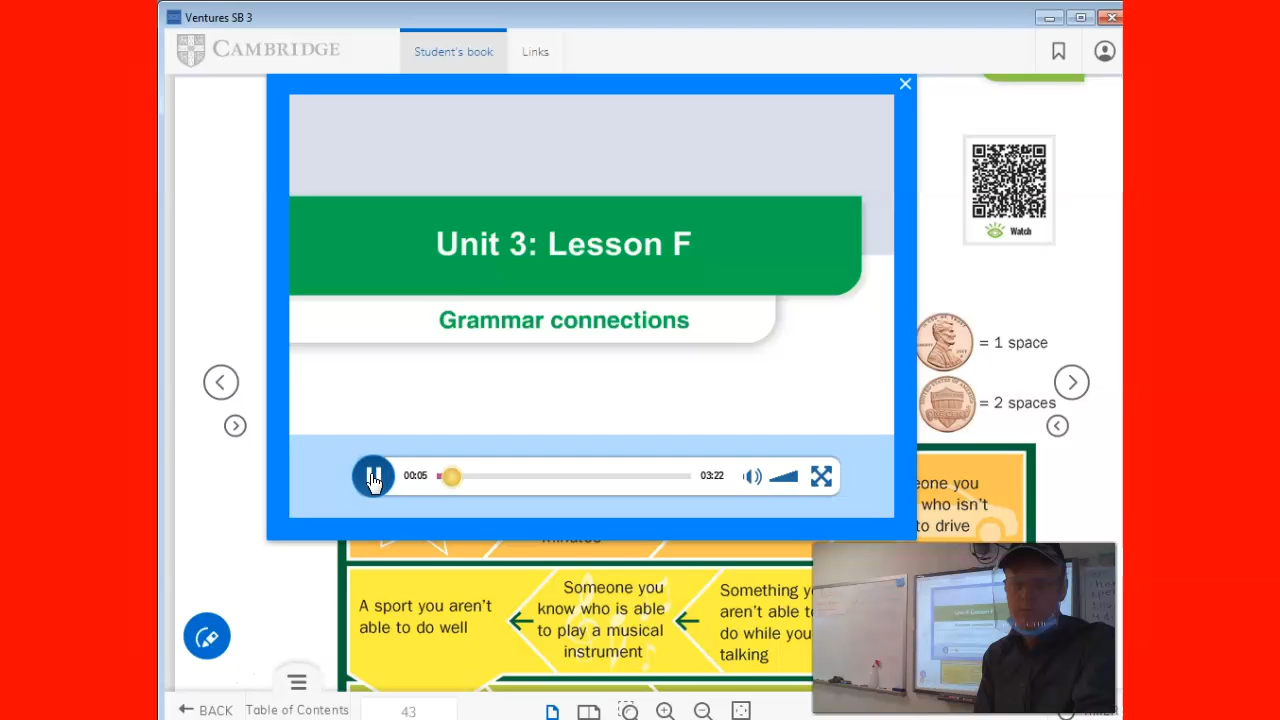 Ventures SB 3
CAMBRIDGE
Student's book
Links
Watch
Unit 3: Lesson F
Grammar connections
= 1 space
= 2 spaces
00:05
03:22
eone you
who isn't
to drive
minutes
A sport you aren't
able to do well
Someone you
know who is able
to play a musical
instrument
Something y
aren't able t
do while you
talking
BACK
Table of Contents
43